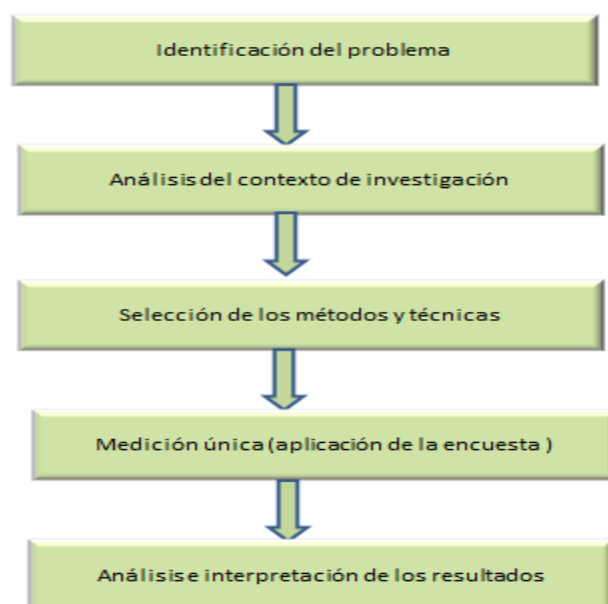 Identificación del problema
Análisis del contexto de investigación
Selección de los métodos y técnicas
Medición única (aplicación de la encuesta )
Análisis e interpretación de los resultados